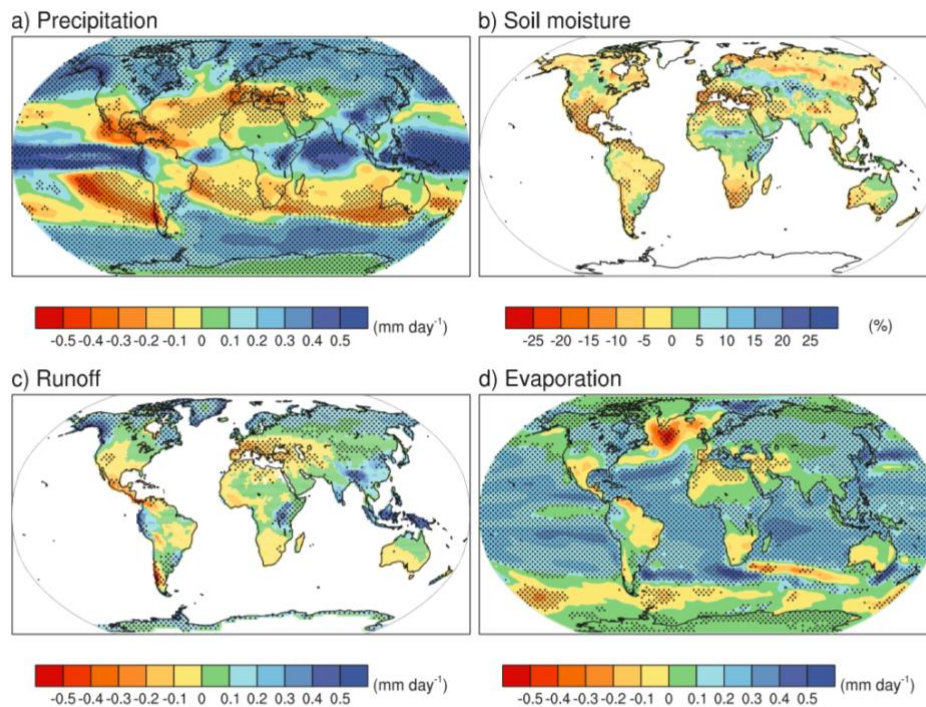 a) Precipitation
b) Soil moisture
-0.5 -0.4 -0.3 -0.2 -0.1 0 0.1 0.2 0.3 0.4 0.5 (mm day⁻¹)
-25 -20 -15 -10 -5 0 5 10 15 20 25 (%)
c) Runoff
d) Evaporation
-0.5 -0.4 -0.3 -0.2 -0.1 0 0.1 0.2 0.3 0.4 0.5 (mm day⁻¹)
-0.5 -0.4 -0.3 -0.2 -0.1 0 0.1 0.2 0.3 0.4 0.5 (mm day⁻¹)